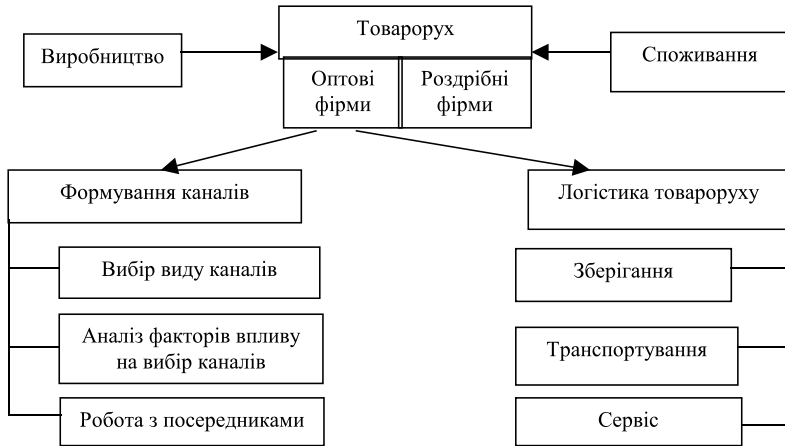 Товарорух
Виробництво
Споживання
Оптові
фірми
Роздрібні
фірми
Формування каналів
Логістика товароруху
Вибір виду каналів
Зберігання
Аналіз факторів впливу
на вибір каналів
Транспортування
Робота з посередниками
Сервіс